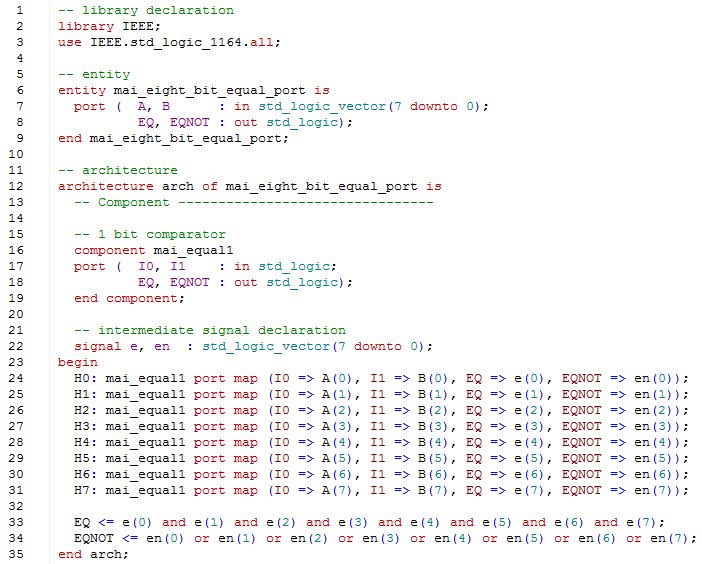 1 -- library declaration
2 library IEEE;
3 use IEEE.std_logic_1164.all;
4
5 -- entity
6 entity mai_eight_bit_equal_port is
7 port ( A, B : in std_logic_vector(7 downto 0);
8 EQ, EQNOT : out std_logic);
9 end mai_eight_bit_equal_port;
10
11 -- architecture
12 architecture arch of mai_eight_bit_equal_port is
13 -- Component --------------------------------
14
15 -- 1 bit comparator
16 component mai_equal1
17 port ( I0, I1 : in std_logic;
18 EQ, EQNOT : out std_logic);
19 end component;
20
21 -- intermediate signal declaration
22 signal e, en : std_logic_vector(7 downto 0);
23 begin
24 H0: mai_equal1 port map (I0 => A(0), I1 => B(0), EQ => e(0), EQNOT => en(0));
25 H1: mai_equal1 port map (I0 => A(1), I1 => B(1), EQ => e(1), EQNOT => en(1));
26 H2: mai_equal1 port map (I0 => A(2), I1 => B(2), EQ => e(2), EQNOT => en(2));
27 H3: mai_equal1 port map (I0 => A(3), I1 => B(3), EQ => e(3), EQNOT => en(3));
28 H4: mai_equal1 port map (I0 => A(4), I1 => B(4), EQ => e(4), EQNOT => en(4));
29 H5: mai_equal1 port map (I0 => A(5), I1 => B(5), EQ => e(5), EQNOT => en(5));
30 H6: mai_equal1 port map (I0 => A(6), I1 => B(6), EQ => e(6), EQNOT => en(6));
31 H7: mai_equal1 port map (I0 => A(7), I1 => B(7), EQ => e(7), EQNOT => en(7));
32
33 EQ <= e(0) and e(1) and e(2) and e(3) and e(4) and e(5) and e(6) and e(7);
34 EQNOT <= en(0) or en(1) or en(2) or en(3) or en(4) or en(5) or en(6) or en(7);
35 end arch;